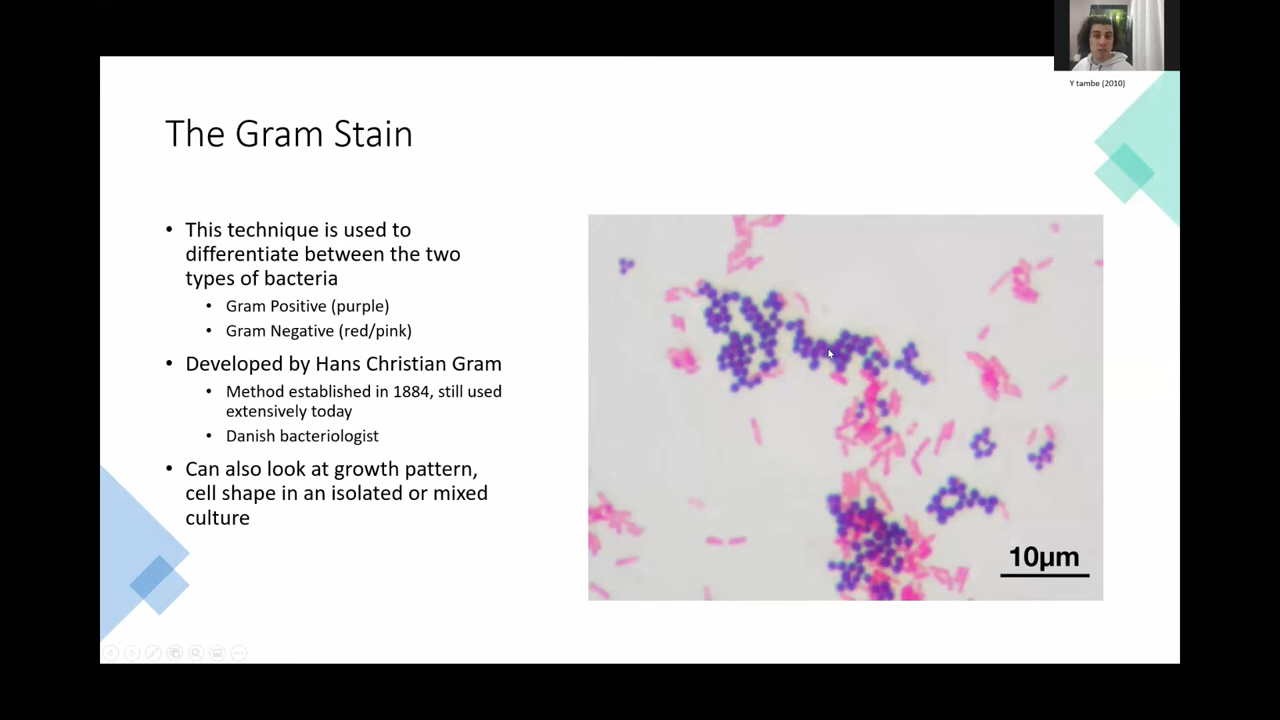 Y tambe (2010)
The Gram Stain
• This technique is used to
differentiate between the two
types of bacteria
• Gram Positive (purple)
• Gram Negative (red/pink)
• Developed by Hans Christian Gram
• Method established in 1884, still used
extensively today
• Danish bacteriologist
• Can also look at growth pattern,
cell shape in an isolated or mixed
culture
10µm